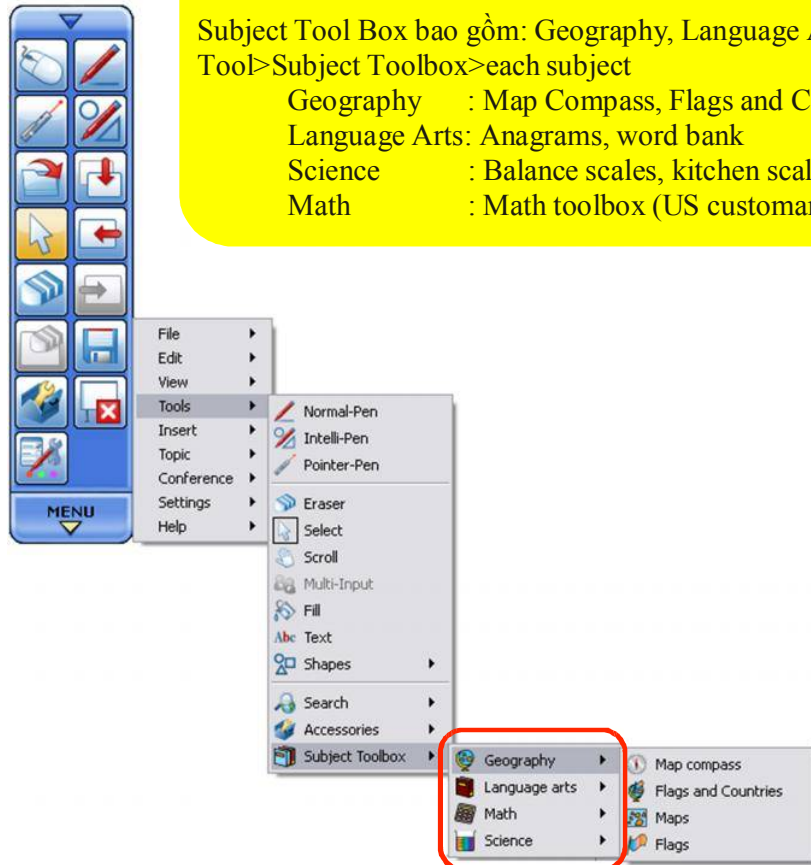 Subject Tool Box bao gồm: Geography, Language
Tool>Subject Toolbox>each subject
Geography : Map Compass, Flags and
Language Arts: Anagrams, word bank
Science : Balance scales, kitchen
Math : Math toolbox (US
File
Edit
View
Tools
Insert
Topic
Conference
Settings
Help
MENU
Normal-Pen
Intelli-Pen
Pointer-Pen
Eraser
Select
Scroll
Multi-Input
Fill
Abc Text
Shapes
Search
Accessories
Subject Toolbox
Geography
Language arts
Math
Science
Map compass
Flags and Countries
Maps
Flags